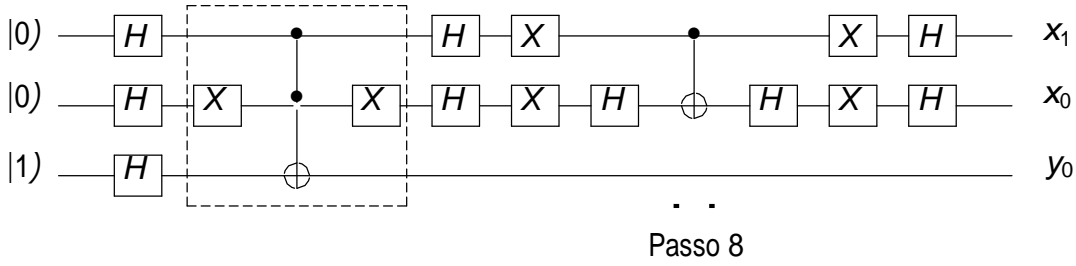 |0) H H X X H x1
|0) H X X H X H H X H x0
|1) H y0
Passo 8